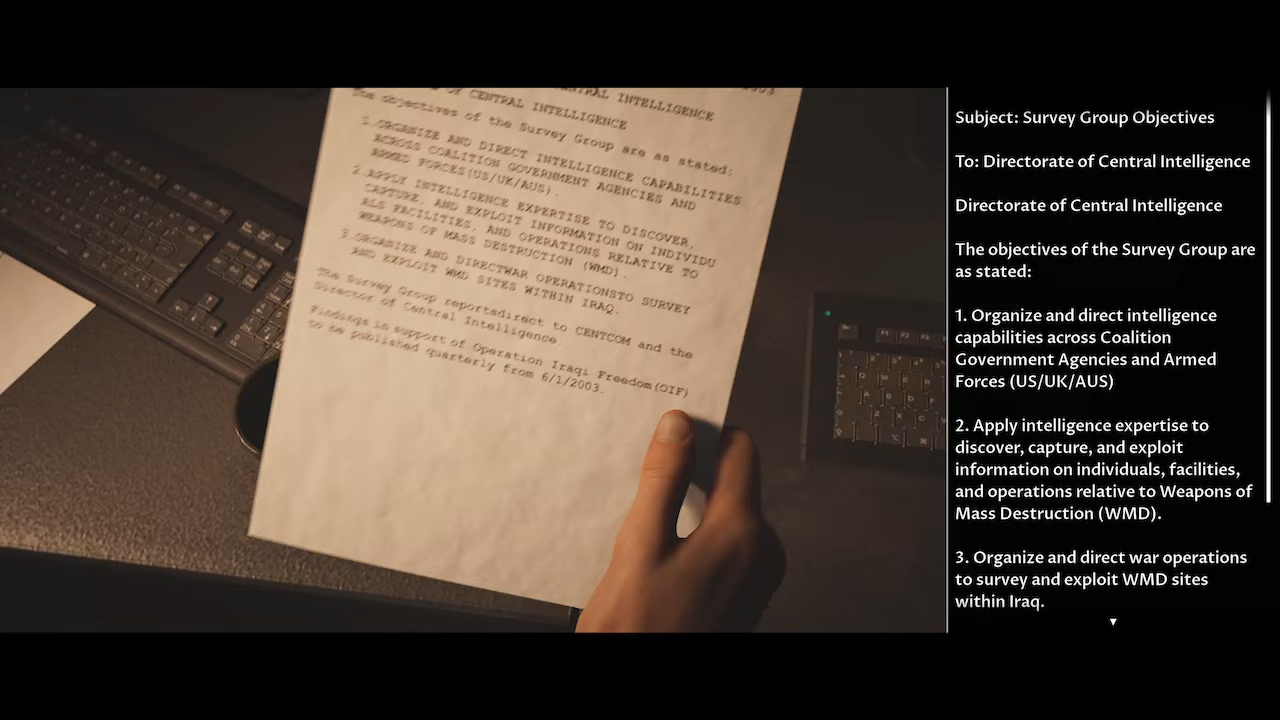 2003
CENTRAL INTELLIGENCE
OF CENTRAL INTELLIGENCE
The objectives of the Survey Group are as stated:
1.ORGANIZE AND DIRECT INTELLIGENCE CAPABILITIES
ACROSS COALITION GOVERNMENT AGENCIES AND
ARMED FORCES(US/UK/AUS).
2.APPLY INTELLIGENCE EXPERTISE TO DISCOVER,
CAPTURE, AND EXPLOIT INFORMATION ON INDIVIDU
ALS FACILITIES, AND OPERATIONS RELATIVE TO
WEAPONS OF MASS DESTRUCTION (WMD).
3.ORGANIZE AND DIRECTWAR OPERATIONSTO SURVEY
AND EXPLOIT WMD SITES WITHIN IRAQ.
The Survey Group reportsdirect to CENTCOM and the
Director of Central Intelligence.
Findings in support of Operation Iraqi Freedom(OIF)
to be published quarterly from 6/1/2003.
Subject: Survey Group Objectives
To: Directorate of Central Intelligence
Directorate of Central Intelligence
The objectives of the Survey Group are
as stated:
1. Organize and direct intelligence
capabilities across Coalition
Government Agencies and Armed
Forces (US/UK/AUS)
2. Apply intelligence expertise to
discover, capture, and exploit
information on individuals, facilities,
and operations relative to Weapons of
Mass Destruction (WMD).
3. Organize and direct war operations
to survey and exploit WMD sites
within Iraq.